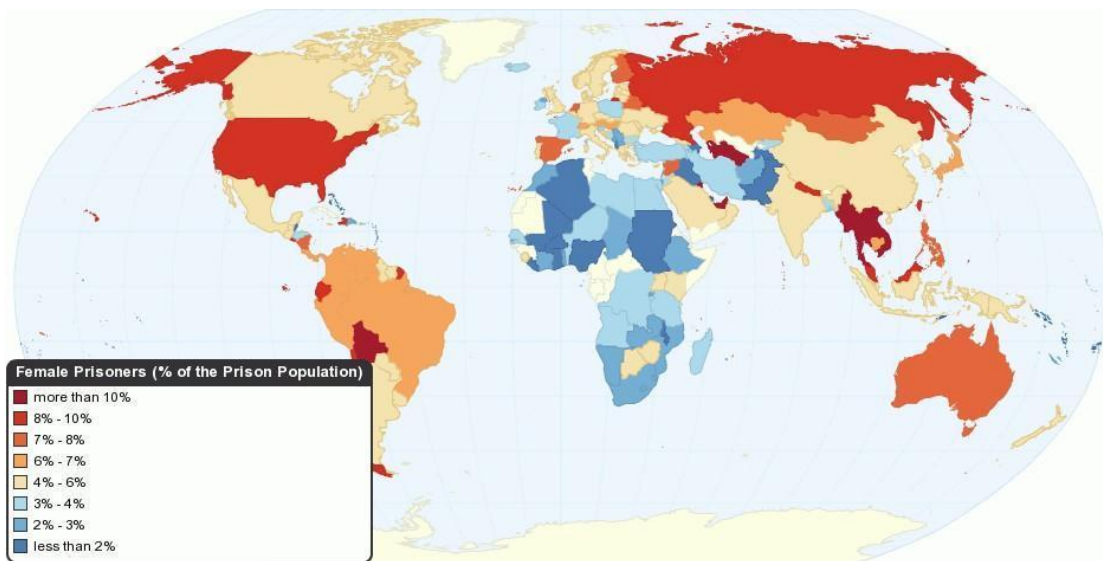 Female Prisoners (% of the Prison Population)
more than 10%
8% - 10%
7% - 8%
6% - 7%
4% - 6%
3% - 4%
2% - 3%
less than 2%